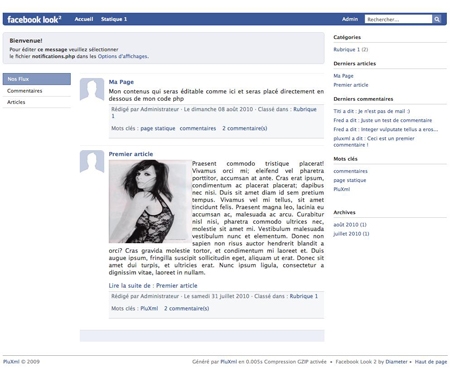 facebook look²
Accueil
Statique 1
Admin
Rechercher...
Bienvenue!
Pour éditer ce message veuillez sélectionner
le fichier notifications.php dans les Options d'affichages.
Nos Flux
Commentaires
Articles
Ma Page
Mon contenus qui seras éditable comme ici et seras placé directement en
dessous de mon code php
Rédigé par Administrateur - Le dimanche 08 août 2010 - Classé dans : Rubrique
1
Mots clés : page statique commentaires 2 commentaire(s)
Premier article
Praesent commodo tristique placerat!
Vivamus orci mi; eleifend vel pharetra
porttitor, accumsan at ante. Cras erat ipsum,
condimentum ac placerat placerat; dapibus
nec nisi. Duis sit amet diam id sem pretium
tempus. Vivamus vel mi tellus, sit amet
tincidunt felis. Praesent magna leo, lacinia eu
accumsan ac, malesuada ac arcu. Curabitur
nisl nisi, pharetra commodo ultrices nec,
molestie sit amet mi. Vestibulum malesuada
vestibulum nunc et elementum. Donec non
sapien non risus auctor hendrerit blandit a
orci? Cras gravida molestie tortor, et condimentum mi laoreet et. Duis
augue ipsum, fringilla suscipit sollicitudin eget, aliquam ut erat. Donec sit
amet dui turpis, et ultricies erat. Nunc ipsum ligula, consectetur a
dignissim vitae, laoreet in nullam.
Lire la suite de : Premier article
Rédigé par Administrateur - Le samedi 31 juillet 2010 - Classé dans : Rubrique 1
Mots clés : PluXml 2 commentaire(s)
Catégories
Rubrique 1 (2)
Derniers articles
Ma Page
Premier article
Derniers commentaires
Titi a dit : Je n'est pas de mail :)
Fred a dit : Juste un test de commentaire
Fred a dit : Integer vulputate tellus a eros...
pluxml a dit : Ceci est un premier
commentaire !
Mots clés
commentaires
page statique
PluXml
Archives
août 2010 (1)
juillet 2010 (1)
PluXml © 2009
Généré par PluXml en 0.005s Compression GZIP activée • Facebook Look 2 by Diameter • Haut de page